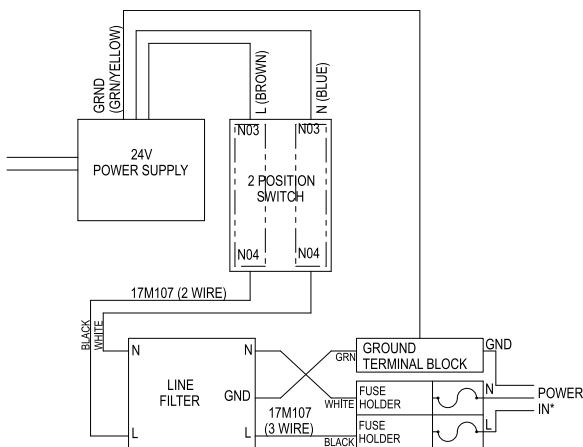 GRND
(GRN/YELLOW)
L (BROWN)
N (BLUE)
24V
POWER SUPPLY
N03
N03
2 POSITION
SWITCH
N04
N04
17M107 (2 WIRE)
BLACK
WHITE
N
N
LINE
FILTER
GND
L
L
17M107
(3 WIRE)
GRN
WHITE
BLACK
GROUND
TERMINAL BLOCK
GND
FUSE
HOLDER
N
FUSE
HOLDER
L
POWER
IN*